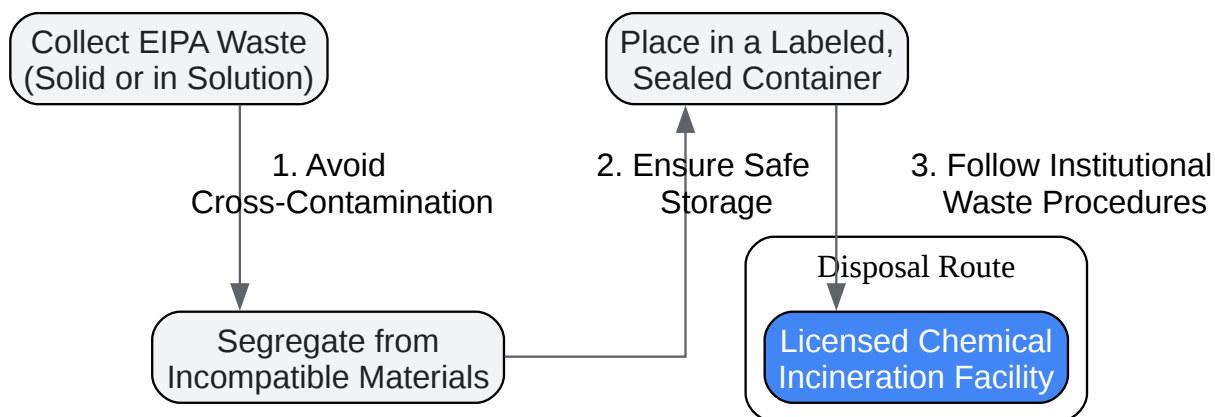 Collect EIPA Waste
(Solid or in Solution)
1. Avoid
Cross-Contamination
Segregate from
Incompatible Materials
2. Ensure Safe
Storage
Place in a Labeled,
Sealed Container
3. Follow Institutional
Waste Procedures
Disposal Route
Licensed Chemical
Incineration Facility